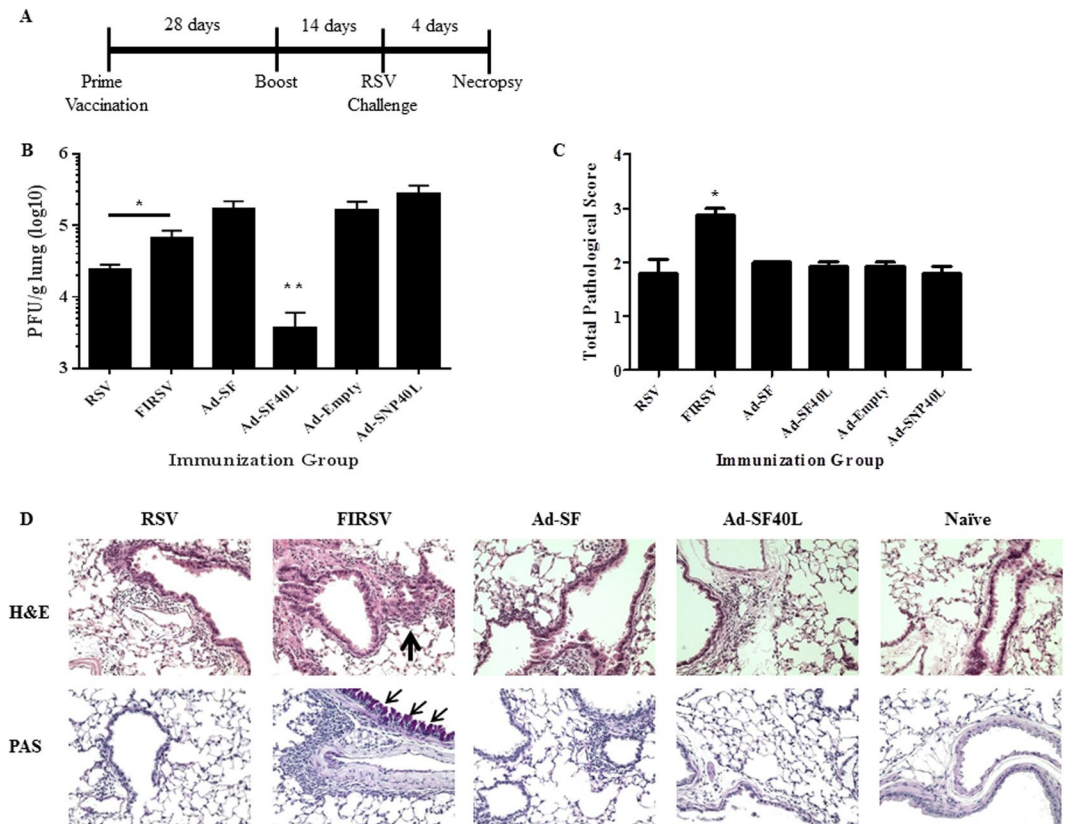 A
28 days 14 days 4 days
Prime
Vaccination
Boost
RSV
Challenge
Necropsy
B
PFU/g lung (log10)
6
5
4
3
*
**
RSV
FIRSV
Ad-SF
Ad-SF40L
Ad-Empty
Ad-SNP40L
Immunization Group
C
Total Pathological Score
4
3
2
1
0
*
RSV
FIRSV
Ad-SF
Ad-SF40L
Ad-Empty
Ad-SNP40L
Immunization Group
D
RSV FIRSV Ad-SF Ad-SF40L Naïve
H&E
PAS